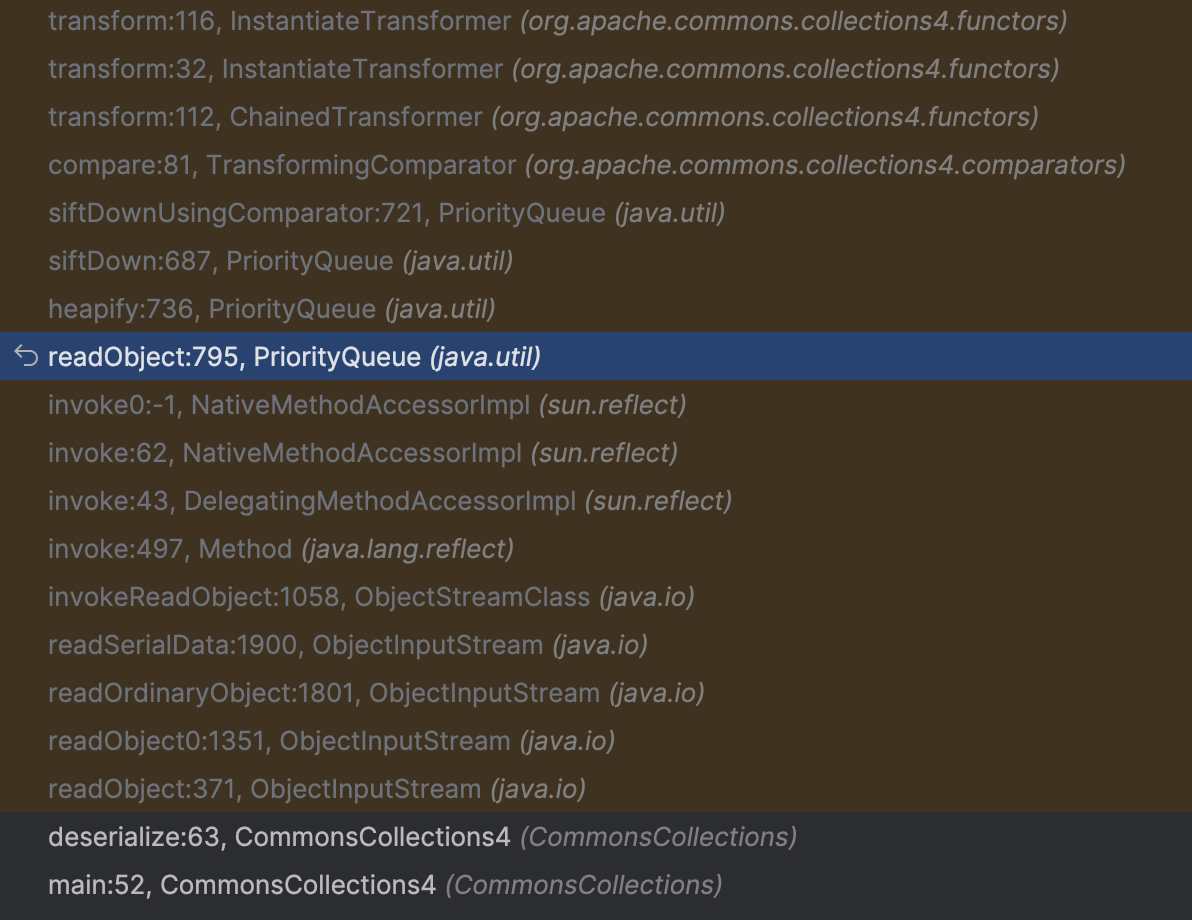 transform:116, InstantiateTransformer (org.apache.commons.collections4.functors)
transform:32, InstantiateTransformer (org.apache.commons.collections4.functors)
transform:112, ChainedTransformer (org.apache.commons.collections4.functors)
compare:81, TransformingComparator (org.apache.commons.collections4.comparators)
siftDownUsingComparator:721, PriorityQueue (java.util)
siftDown:687, PriorityQueue (java.util)
heapify:736, PriorityQueue (java.util)
readObject:795, PriorityQueue (java.util)
invoke0:-1, NativeMethodAccessorImpl (sun.reflect)
invoke:62, NativeMethodAccessorImpl (sun.reflect)
invoke:43, DelegatingMethodAccessorImpl (sun.reflect)
invoke:497, Method (java.lang.reflect)
invokeReadObject:1058, ObjectStreamClass (java.io)
readSerialData:1900, ObjectInputStream (java.io)
readOrdinaryObject:1801, ObjectInputStream (java.io)
readObject0:1351, ObjectInputStream (java.io)
readObject:371, ObjectInputStream (java.io)
deserialize:63, CommonsCollections4 (CommonsCollections)
main:52, CommonsCollections4 (CommonsCollections)